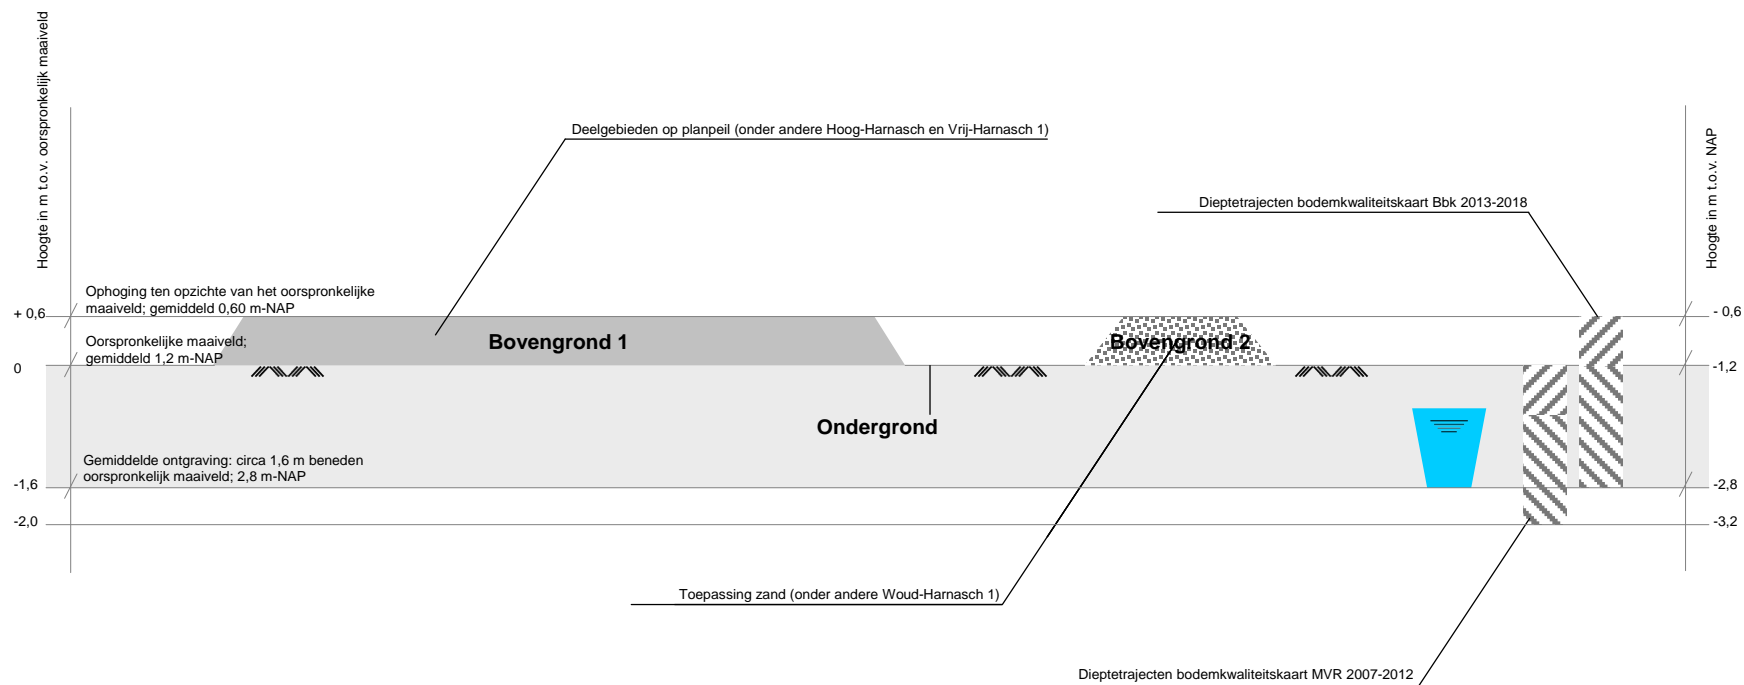 Hoogte in m t.o.v. oorspronkelijk maaiveld
Deelgebieden op planpeil (onder andere Hoog-Harnasch en Vrij-Harnasch 1)
Hoogte in m t.o.v. NAP
Dieptetrajecten bodemkwaliteitskaart Bbk 2013-2018
Ophoging ten opzichte van het oorspronkelijke
maaiveld; gemiddeld 0,60 m-NAP
+ 0,6
- 0,6
Oorspronkelijke maaiveld;
gemiddeld 1,2 m-NAP
Bovengrond 1
Bovengrond 2
0
-1,2
Ondergrond
Gemiddelde ontgraving: circa 1,6 m beneden
oorspronkelijk maaiveld; 2,8 m-NAP
-1,6
-2,8
-2,0
-3,2
Toepassing zand (onder andere Woud-Harnasch 1)
Dieptetrajecten bodemkwaliteitskaart MVR 2007-2012